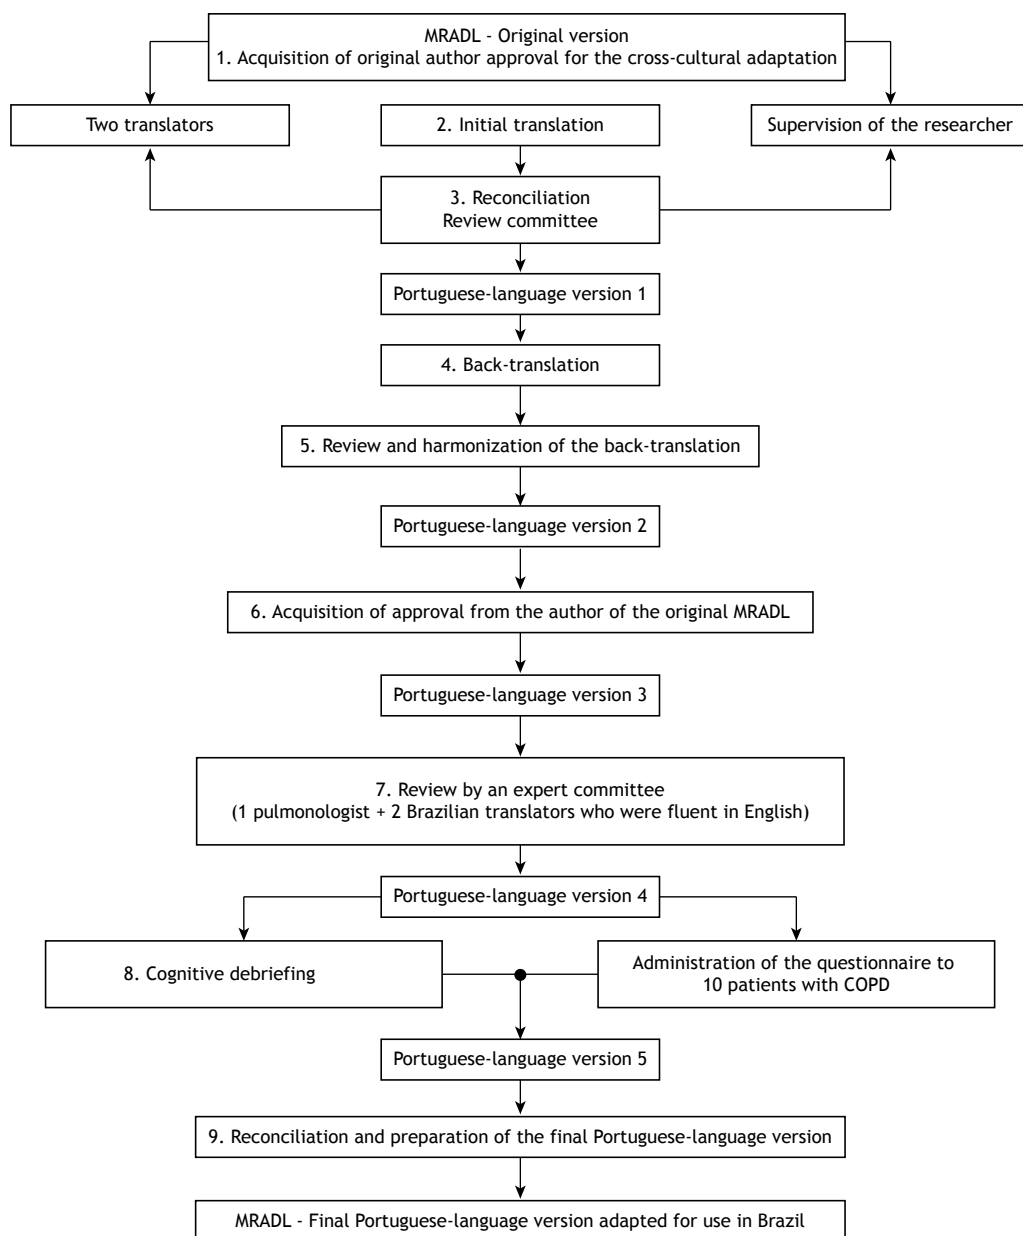 MRADL - Original version
1. Acquisition of original author approval for the cross-cultural adaptation
Two translators
2. Initial translation
Supervision of the researcher
3. Reconciliation
Review committee
Portuguese-language version 1
4. Back-translation
5. Review and harmonization of the back-translation
Portuguese-language version 2
6. Acquisition of approval from the author of the original MRADL
Portuguese-language version 3
7. Review by an expert committee
(1 pulmonologist + 2 Brazilian translators who were fluent in English)
Portuguese-language version 4
8. Cognitive debriefing
Administration of the questionnaire to
10 patients with COPD
Portuguese-language version 5
9. Reconciliation and preparation of the final Portuguese-language version
MRADL - Final Portuguese-language version adapted for use in Brazil